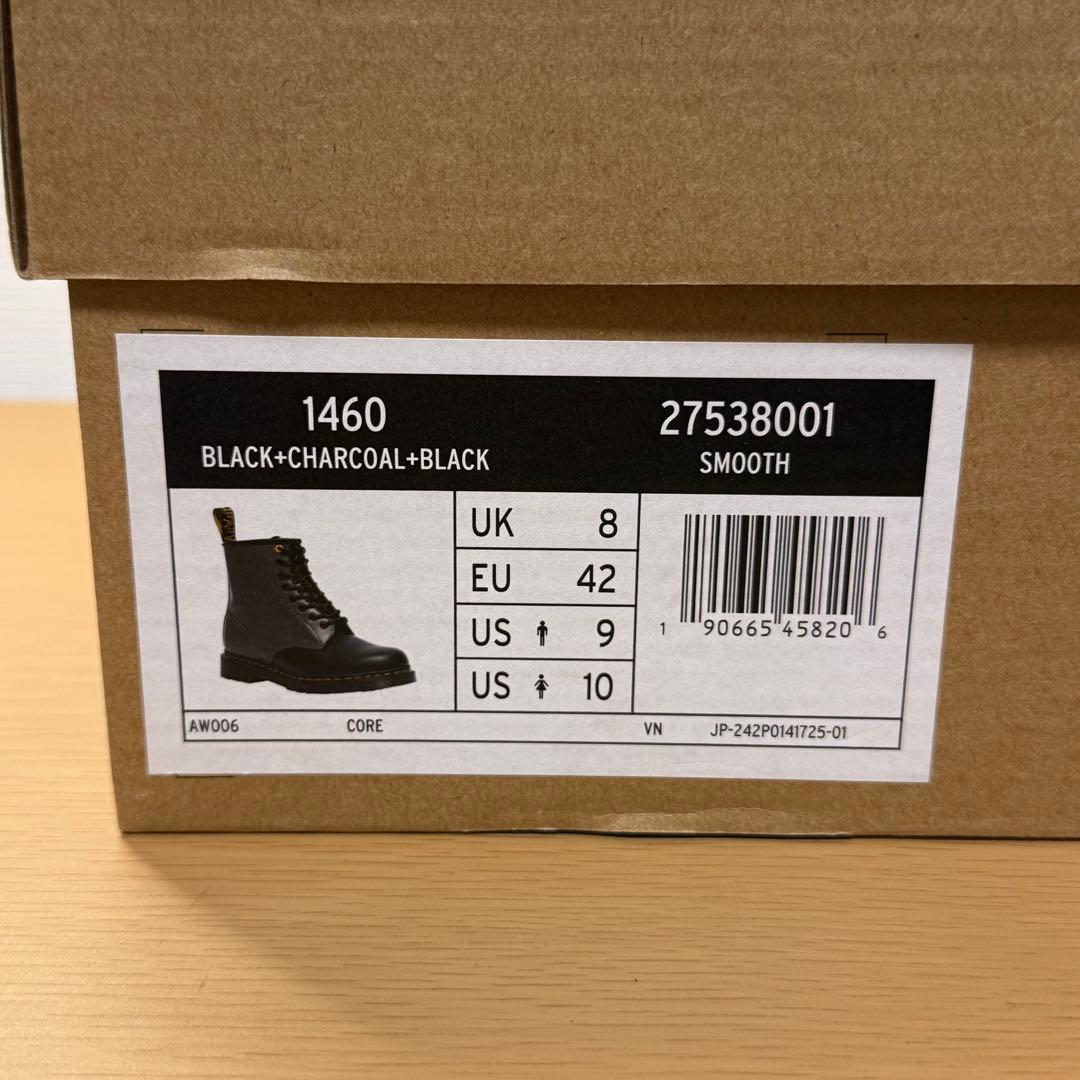 1460
BLACK+CHARCOAL+BLACK
27538001
SMOOTH
UK 8
EU 42
US 9
US 10
1 90665 45820 6
AW006 CORE VN JP-242P0141725-01